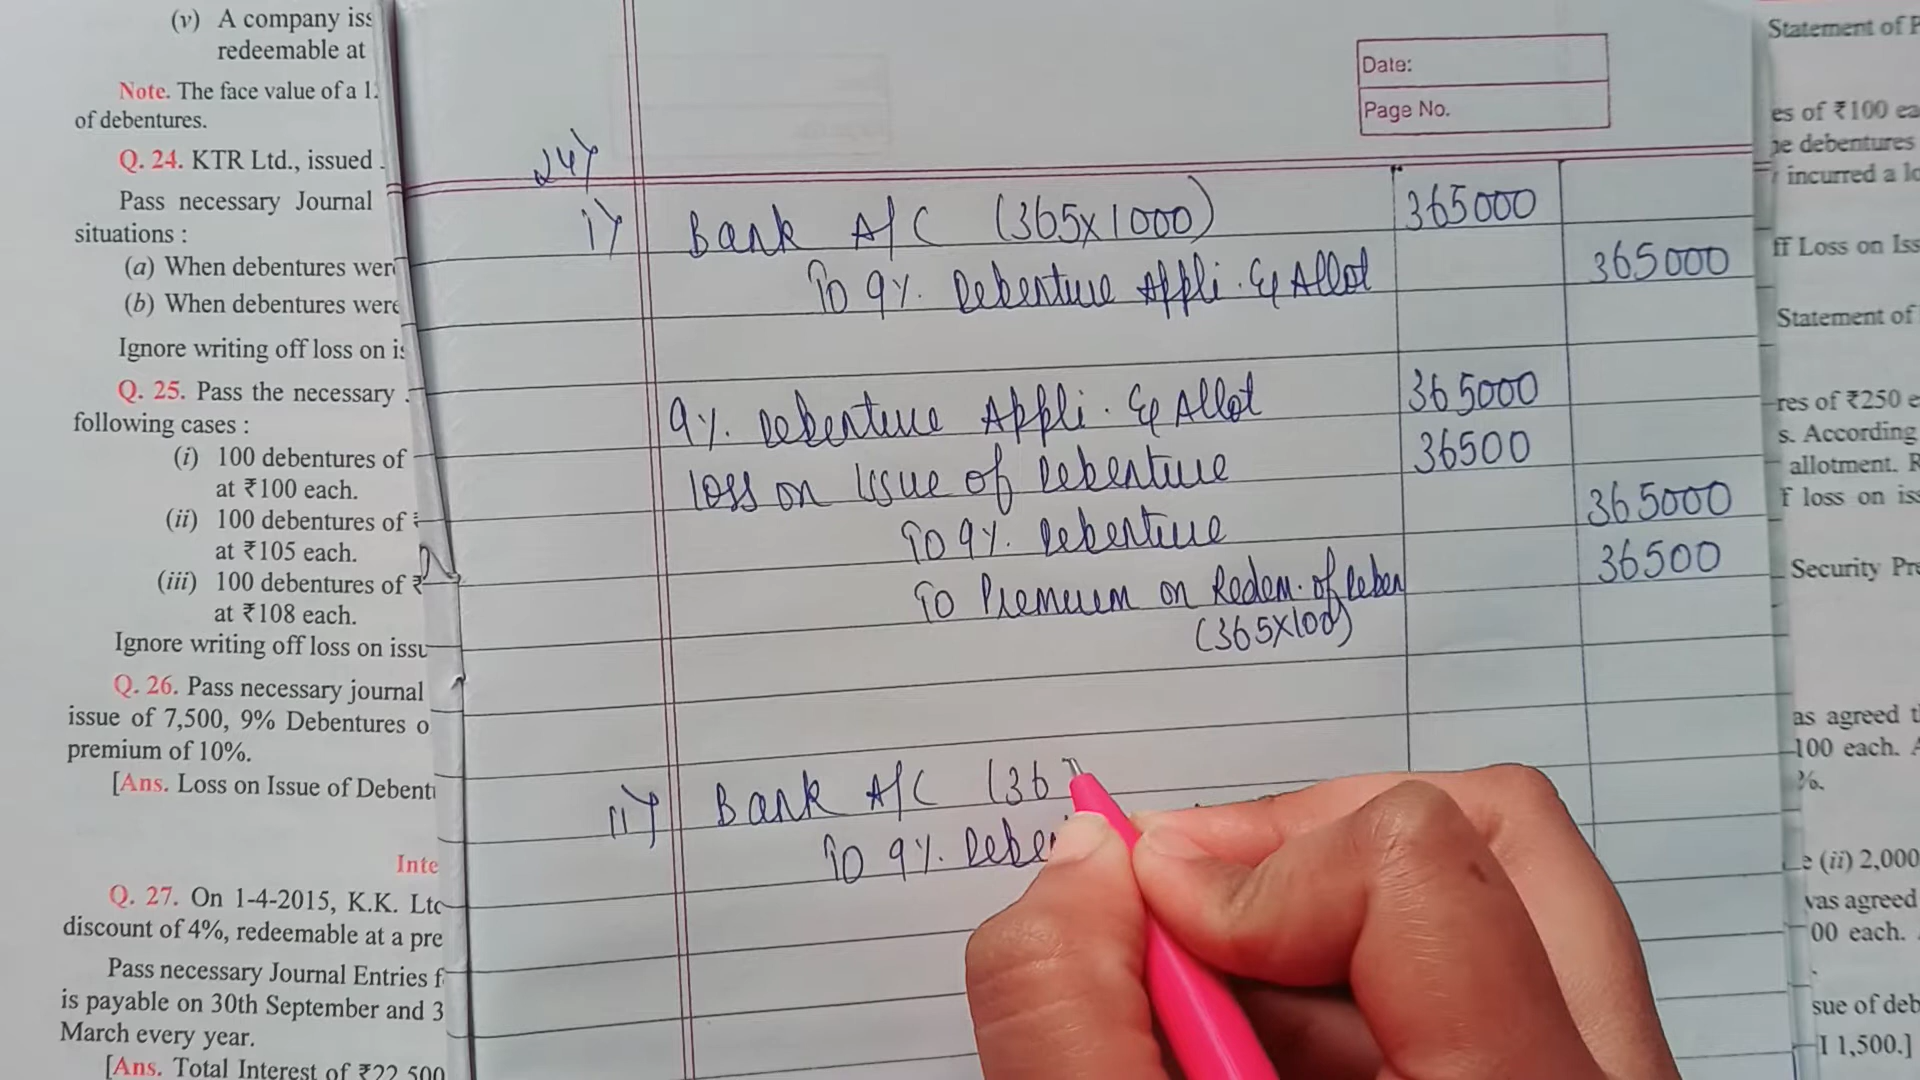 (v) A company iss
redeemable at
Note. The face value of a
of debentures.
Q. 24. KTR Ltd., issued
Pass necessary Journal
situations :
(a) When debentures were
(b) When debentures were
Ignore writing off loss on is
Q. 25. Pass the necessary
following cases :
(i) 100 debentures of
at ₹100 each.
(ii) 100 debentures of ₹
at ₹105 each.
(iii) 100 debentures of ₹
at ₹108 each.
Ignore writing off loss on issu
Q. 26. Pass necessary journal
issue of 7,500, 9% Debentures o
premium of 10%.
[Ans. Loss on Issue of Debent
Inte
Q. 27. On 1-4-2015, K.K. Ltd
discount of 4%, redeemable at a pre
Pass necessary Journal Entries f
is payable on 30th September and 3
March every year.
[Ans. Total Interest of ₹22,500
Date:
Page No.
24)
i) Bank A/C (365x1000) 365000
To 9%. Debenture Appli. & Allot 365000
9%. Debenture Appli. & Allot 365000
loss on issue of Debenture 36500
To 9%. Debenture 365000
To Premium on Redem. of Deben 36500
(365x100)
ii) Bank A/C (36
To 9%. Debe
Statement of P
es of ₹100 ea
he debentures
incurred a lo
ff Loss on Iss
Statement of
res of ₹250 e
s. According
allotment. R
f loss on iss
Security Pre
as agreed t
100 each. A
%.
e (ii) 2,000
was agreed
00 each.
sue of deb
I 1,500.]